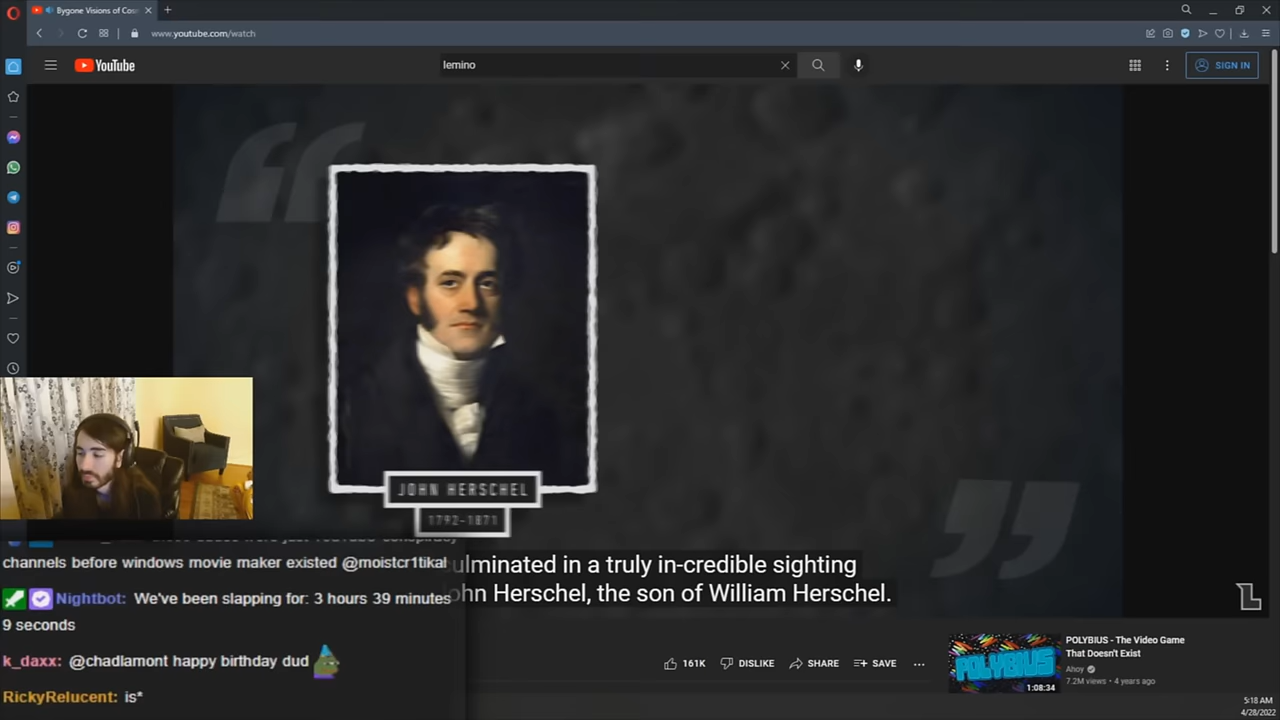 Bygone Visions of Cosm
www.youtube.com/watch
YouTube
lemino
SIGN IN
JOHN HERSCHEL
1792-1871
culminated in a truly in-credible sighting
John Herschel, the son of William Herschel.
channels before windows movie maker existed @moistcr1tikal
Nightbot: We've been slapping for: 3 hours 39 minutes
9 seconds
k_daxx: @chadlamont happy birthday dud
RickyRelucent: is*
161K
DISLIKE
SHARE
SAVE
POLYBIUS
1:08:34
POLYBIUS - The Video Game
That Doesn't Exist
Ahoy
7.2M views • 4 years ago
5:18 AM
4/28/2022